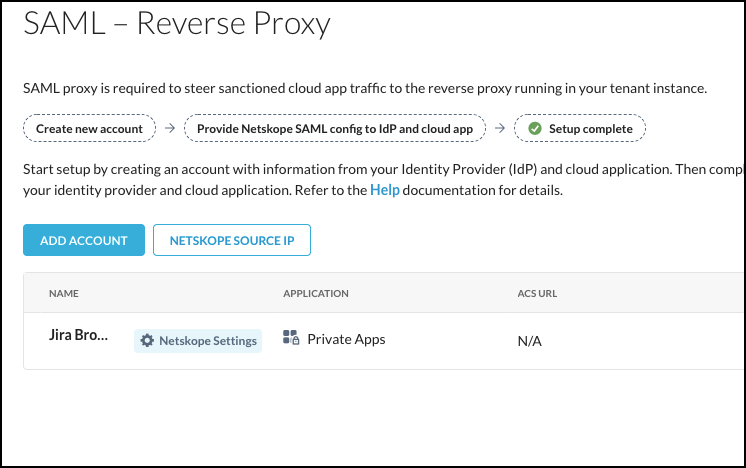 SAML – Reverse Proxy
SAML proxy is required to steer sanctioned cloud app traffic to the reverse proxy running in your tenant instance.
Create new account → Provide Netskope SAML config to IdP and cloud app → Setup complete
Start setup by creating an account with information from your Identity Provider (IdP) and cloud application. Then compl
your identity provider and cloud application. Refer to the Help documentation for details.
ADD ACCOUNT NETSKOPE SOURCE IP
NAME APPLICATION ACS URL
Jira Bro... Netskope Settings Private Apps N/A